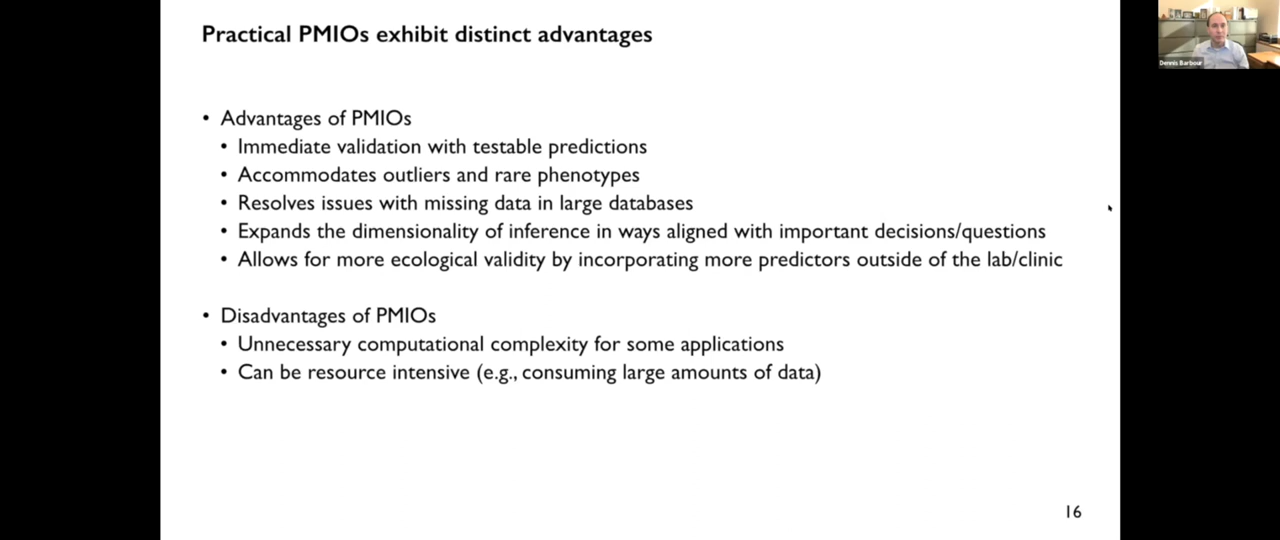 Practical PMIOs exhibit distinct advantages
Dennis Barbour
• Advantages of PMIOs
• Immediate validation with testable predictions
• Accommodates outliers and rare phenotypes
• Resolves issues with missing data in large databases
• Expands the dimensionality of inference in ways aligned with important decisions/questions
• Allows for more ecological validity by incorporating more predictors outside of the lab/clinic
• Disadvantages of PMIOs
• Unnecessary computational complexity for some applications
• Can be resource intensive (e.g., consuming large amounts of data)
16